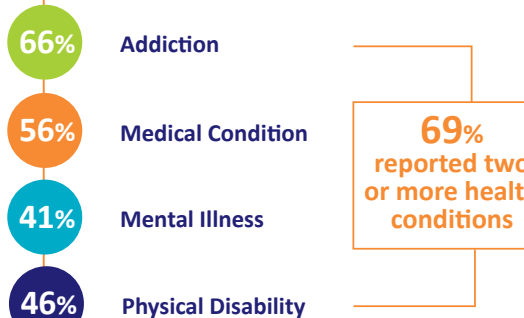 66% Addiction
56% Medical Condition
41% Mental Illness
46% Physical Disability
69%
reported two
or more
conditions